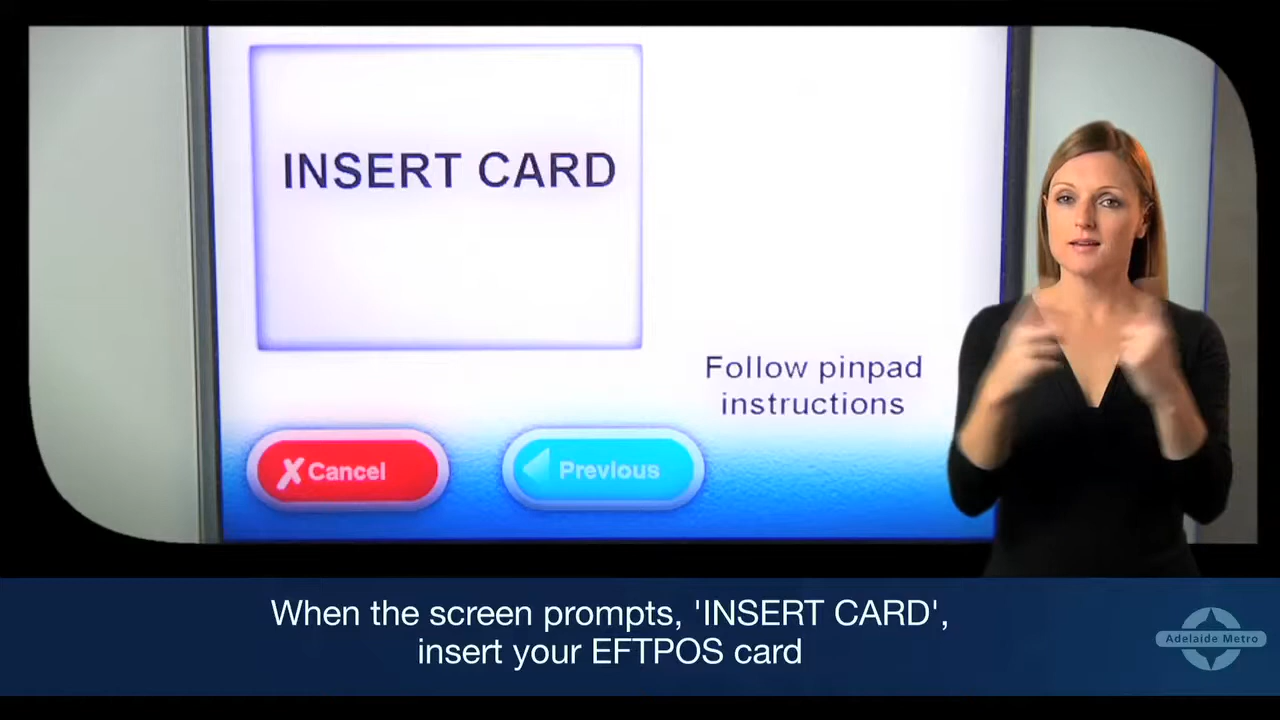 INSERT CARD
Follow pinpad
instructions
Cancel
Previous
When the screen prompts, 'INSERT CARD',
insert your EFTPOS card
Adelaide Metro